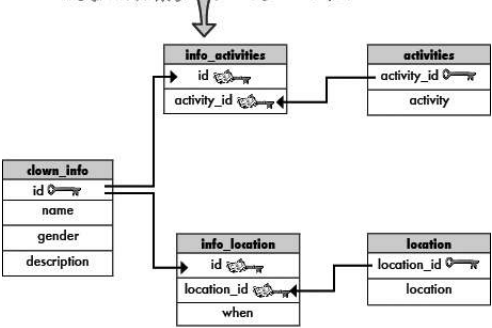 info_activities
id
activity_id
activities
activity_id
activity
clown_info
id
name
gender
description
info_location
id
location_id
when
location
location_id
location